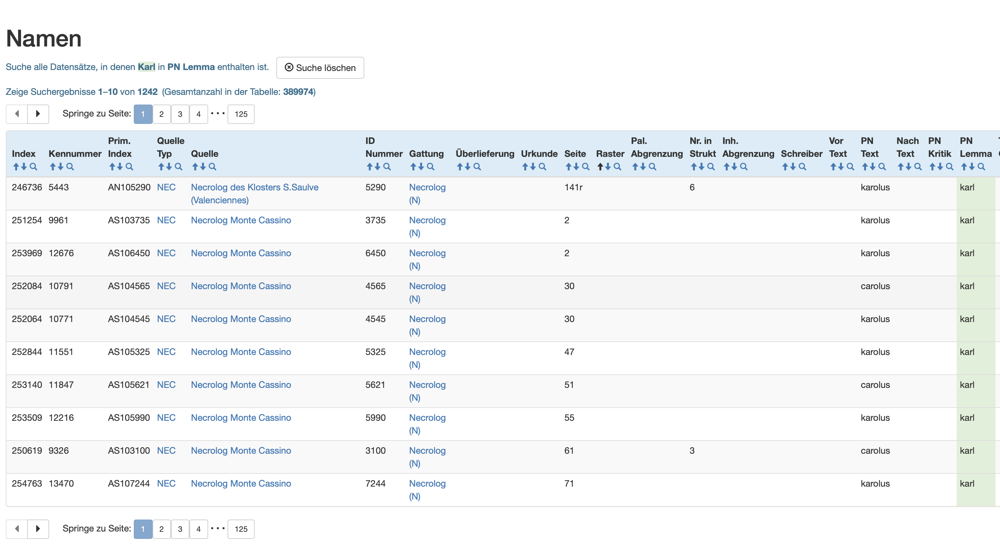 Namen
Suche alle Datensätze, in denen Karl in PN Lemma enthalten ist. Suche löschen
Zeige Suchergebnisse 1–10 von 1242 (Gesamtanzahl in der Tabelle: 389974)
Springe zu Seite: 1 2 3 4 ··· 125
Prim. Quelle ID Pal. Nr. in Inh. Vor PN Nach PN PN
Index Kennummer Index Typ Quelle Nummer Gattung Überlieferung Urkunde Seite Raster Abgrenzung Strukt Abgrenzung Schreiber Text Text Text Kritik Lemma
246736 5443 AN105290 NEC Necrolog des Klosters S.Saulve 5290 Necrolog 141r 6 karolus karl
(Valenciennes) (N)
251254 9961 AS103735 NEC Necrolog Monte Cassino 3735 Necrolog 2 karolus karl
(N)
253969 12676 AS106450 NEC Necrolog Monte Cassino 6450 Necrolog 2 karolus karl
(N)
252084 10791 AS104565 NEC Necrolog Monte Cassino 4565 Necrolog 30 carolus karl
(N)
252064 10771 AS104545 NEC Necrolog Monte Cassino 4545 Necrolog 30 karolus karl
(N)
252844 11551 AS105325 NEC Necrolog Monte Cassino 5325 Necrolog 47 karolus karl
(N)
253140 11847 AS105621 NEC Necrolog Monte Cassino 5621 Necrolog 51 carolus karl
(N)
253509 12216 AS105990 NEC Necrolog Monte Cassino 5990 Necrolog 55 karolus karl
(N)
250619 9326 AS103100 NEC Necrolog Monte Cassino 3100 Necrolog 61 3 carolus karl
(N)
254763 13470 AS107244 NEC Necrolog Monte Cassino 7244 Necrolog 71 karolus karl
(N)
Springe zu Seite: 1 2 3 4 ··· 125